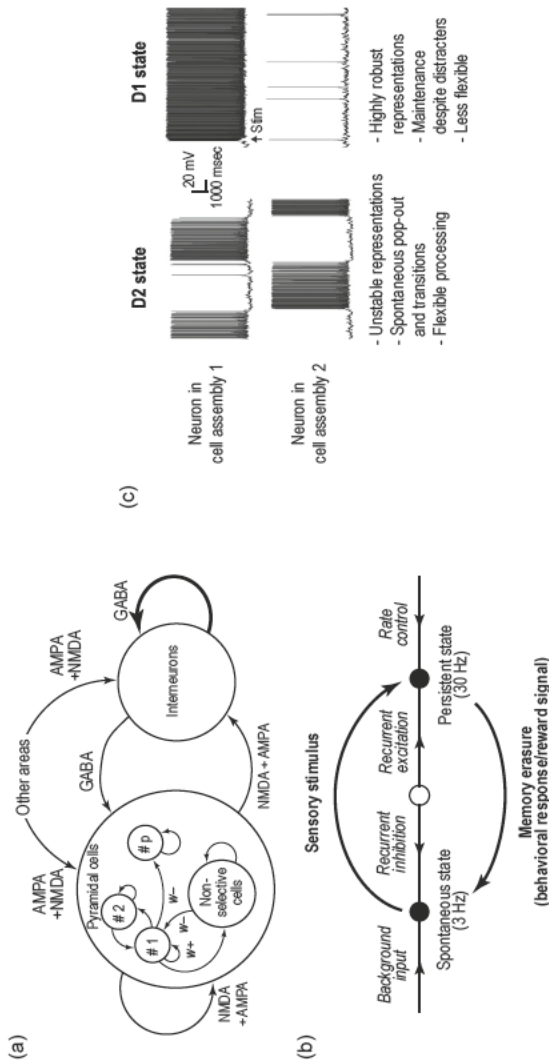 (a)
Other areas
AMPA
+NMDA
AMPA
+NMDA
Pyramidal cells
GABA
GABA
# 2
# p
# 1
w–
w+
w–
Non-
selective
cells
Interneurons
NMDA
+AMPA
NMDA + AMPA
(b)
Sensory stimulus
Background
input
Recurrent
inhibition
Recurrent
excitation
Rate
control
Spontaneous state
(3 Hz)
Persistent state
(30 Hz)
Memory erasure
(behavioral response/reward signal)
(c)
D2 state
D1 state
20 mV
1000 msec
Stim
Neuron in
cell assembly 1
Neuron in
cell assembly 2
- Unstable representations
- Spontaneous pop-out
and transitions
- Flexible processing
- Highly robust
representations
- Maintenance
despite distracters
- Less flexible